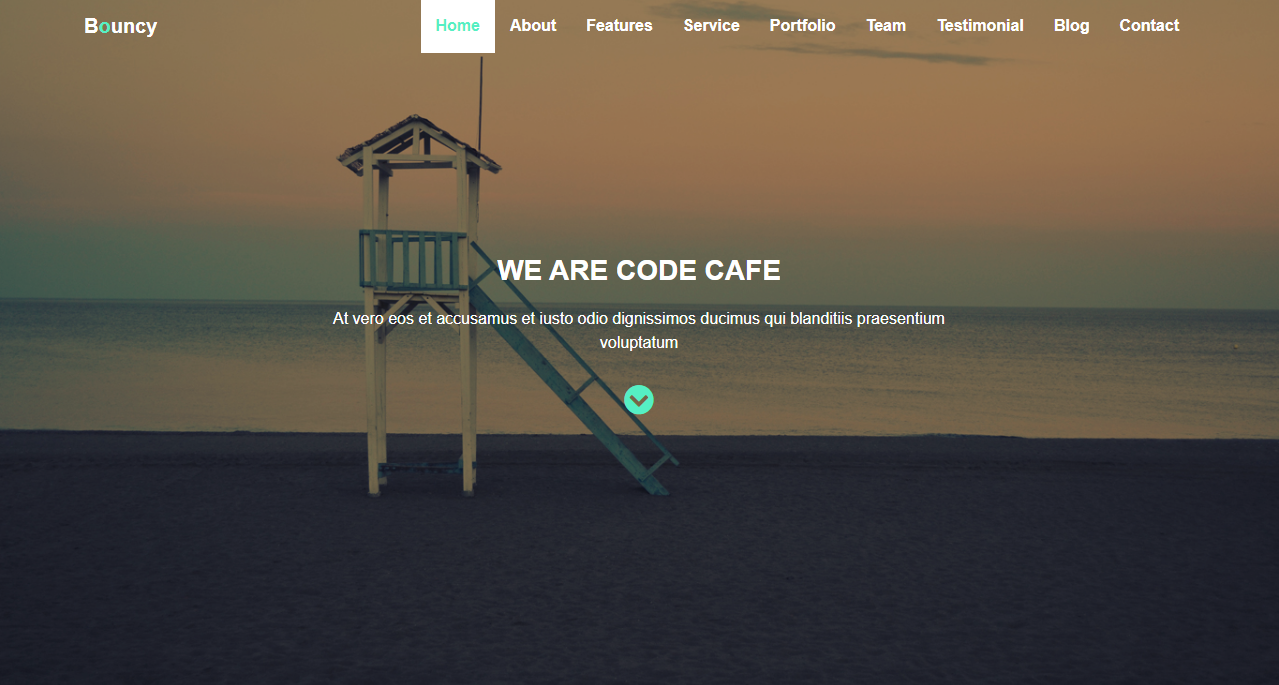 Bouncy Home About Features Service Portfolio Team Testimonial Blog Contact
WE ARE CODE CAFE
At vero eos et accusamus et iusto odio dignissimos ducimus qui blanditiis praesentium
voluptatum